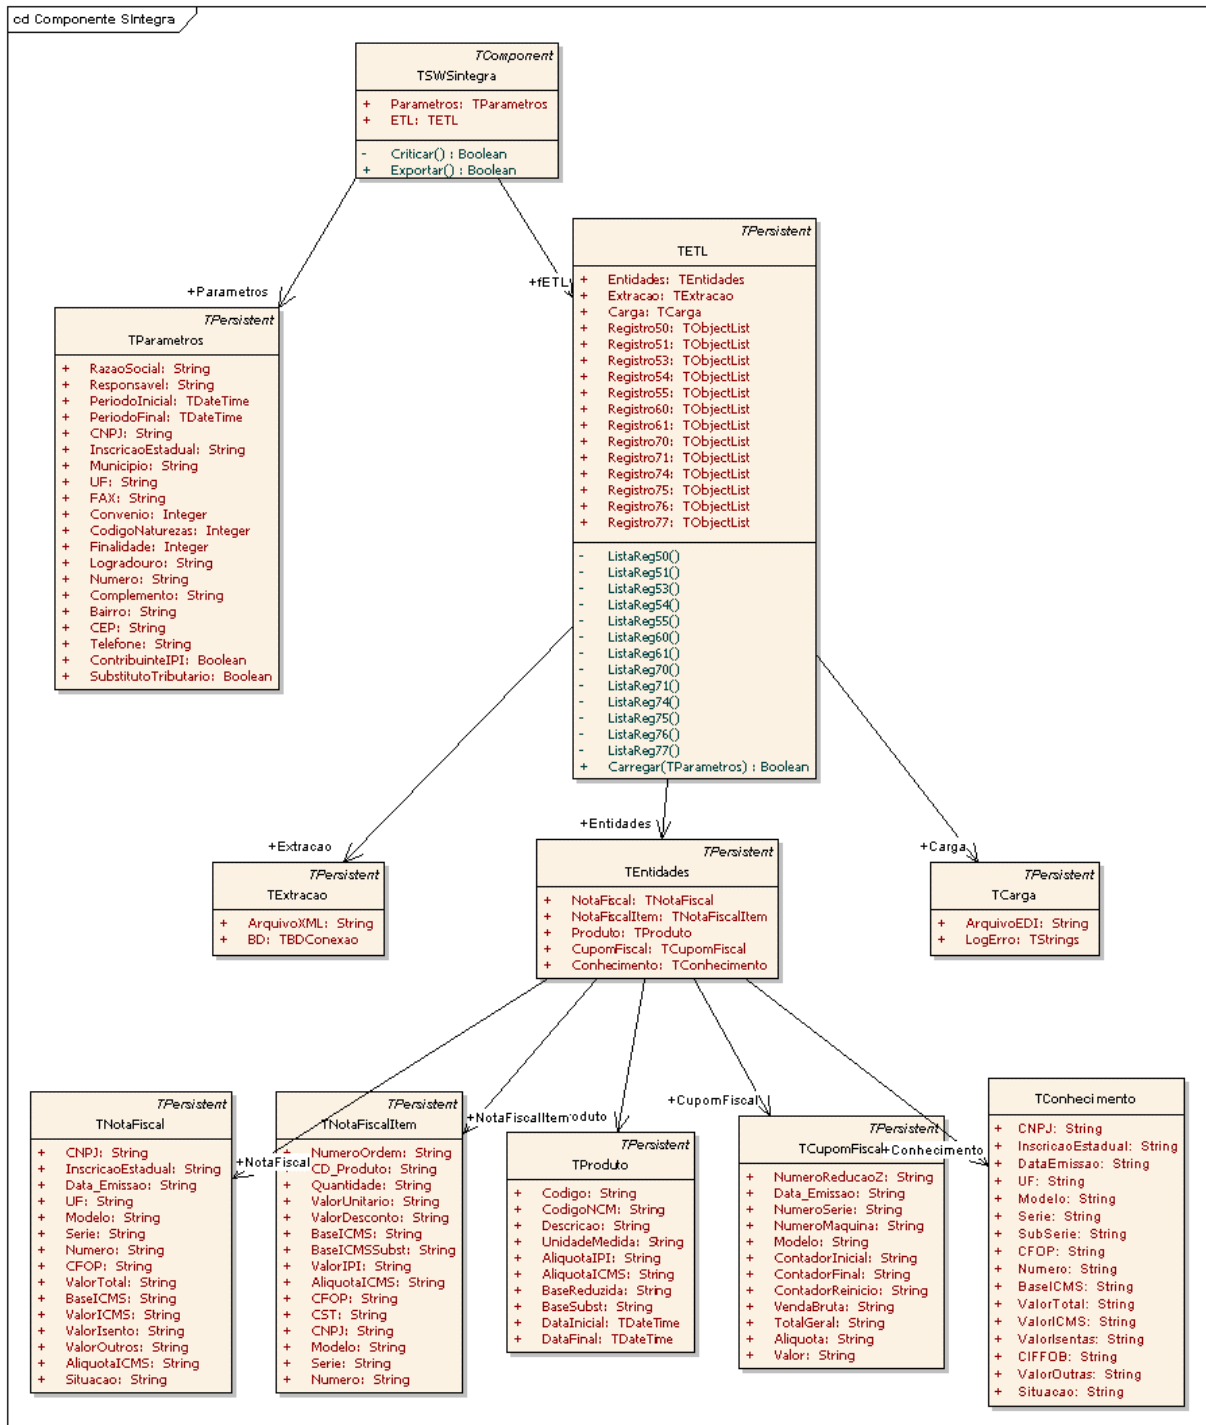 cd Componente SIntegra
TComponent
TSWSintegra
+ Parametros: TParametros
+ ETL: TETL
- Criticar() : Boolean
+ Exportar() : Boolean
+Parametros
+fETL
TPersistent
TETL
+ Entidades: TEntidades
+ Extracao: TExtracao
+ Carga: TCarga
+ Registro50: TObjectList
+ Registro51: TObjectList
+ Registro53: TObjectList
+ Registro54: TObjectList
+ Registro55: TObjectList
+ Registro60: TObjectList
+ Registro61: TObjectList
+ Registro70: TObjectList
+ Registro71: TObjectList
+ Registro74: TObjectList
+ Registro75: TObjectList
+ Registro76: TObjectList
+ Registro77: TObjectList
- ListaReg50()
- ListaReg51()
- ListaReg53()
- ListaReg54()
- ListaReg55()
- ListaReg60()
- ListaReg61()
- ListaReg70()
- ListaReg71()
- ListaReg74()
- ListaReg75()
- ListaReg76()
- ListaReg77()
+ Carregar(TParametros) : Boolean
TPersistent
TParametros
+ RazaoSocial: String
+ Responsavel: String
+ PeriodoInicial: TDateTime
+ PeriodoFinal: TDateTime
+ CNPJ: String
+ InscricaoEstadual: String
+ Municipio: String
+ UF: String
+ FAX: String
+ Convenio: Integer
+ CodigoNaturezas: Integer
+ Finalidade: Integer
+ Logradouro: String
+ Numero: String
+ Complemento: String
+ Bairro: String
+ CEP: String
+ Telefone: String
+ ContribuinteIPI: Boolean
+ SubstitutoTributario: Boolean
+Extracao
+Entidades
+Carga
TPersistent
TExtracao
+ ArquivoXML: String
+ BD: TBDConexao
TPersistent
TEntidades
+ NotaFiscal: TNotaFiscal
+ NotaFiscalItem: TNotaFiscalItem
+ Produto: TProduto
+ CupomFiscal: TCupomFiscal
+ Conhecimento: TConhecimento
TPersistent
TCarga
+ ArquivoEDI: String
+ LogErro: TStrings
+NotaFiscal
+NotaFiscalItem
roduto
+CupomFiscal
+Conhecimento
TPersistent
TNotaFiscal
+ CNPJ: String
+ InscricaoEstadual: String
+ Data_Emissao: String
+ UF: String
+ Modelo: String
+ Serie: String
+ Numero: String
+ CFOP: String
+ ValorTotal: String
+ BaseICMS: String
+ ValorICMS: String
+ ValorIsento: String
+ ValorOutros: String
+ AliquotaICMS: String
+ Situacao: String
TPersistent
TNotaFiscalItem
+ NumeroOrdem: String
+ CD_Produto: String
+ Quantidade: String
+ ValorUnitario: String
+ ValorDesconto: String
+ BaseICMS: String
+ BaseICMSSubst: String
+ ValorIPI: String
+ AliquotaICMS: String
+ CFOP: String
+ CST: String
+ CNPJ: String
+ Modelo: String
+ Serie: String
+ Numero: String
TPersistent
TProduto
+ Codigo: String
+ CodigoNCM: String
+ Descricao: String
+ UnidadeMedida: String
+ AliquotaIPI: String
+ AliquotaICMS: String
+ BaseReduzida: String
+ BaseSubst: String
+ DataInicial: TDateTime
+ DataFinal: TDateTime
TPersistent
TCupomFiscal
+ NumeroReducaoZ: String
+ Data_Emissao: String
+ NumeroSerie: String
+ NumeroMaquina: String
+ Modelo: String
+ ContadorInicial: String
+ ContadorFinal: String
+ ContadorReinicio: String
+ VendaBruta: String
+ TotalGeral: String
+ Aliquota: String
+ Valor: String
TConhecimento
+ CNPJ: String
+ InscricaoEstadual: String
+ DataEmissao: String
+ UF: String
+ Modelo: String
+ Serie: String
+ SubSerie: String
+ CFOP: String
+ Numero: String
+ BaseICMS: String
+ ValorTotal: String
+ ValorICMS: String
+ ValorIsentas: String
+ CIFFOB: String
+ ValorOutras: String
+ Situacao: String